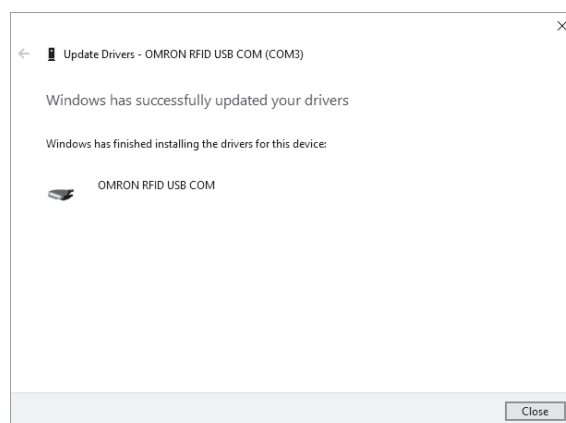 Update Drivers - OMRON RFID USB COM (COM3)
Windows has successfully updated your drivers
Windows has finished installing the drivers for this device:
OMRON RFID USB COM
Close